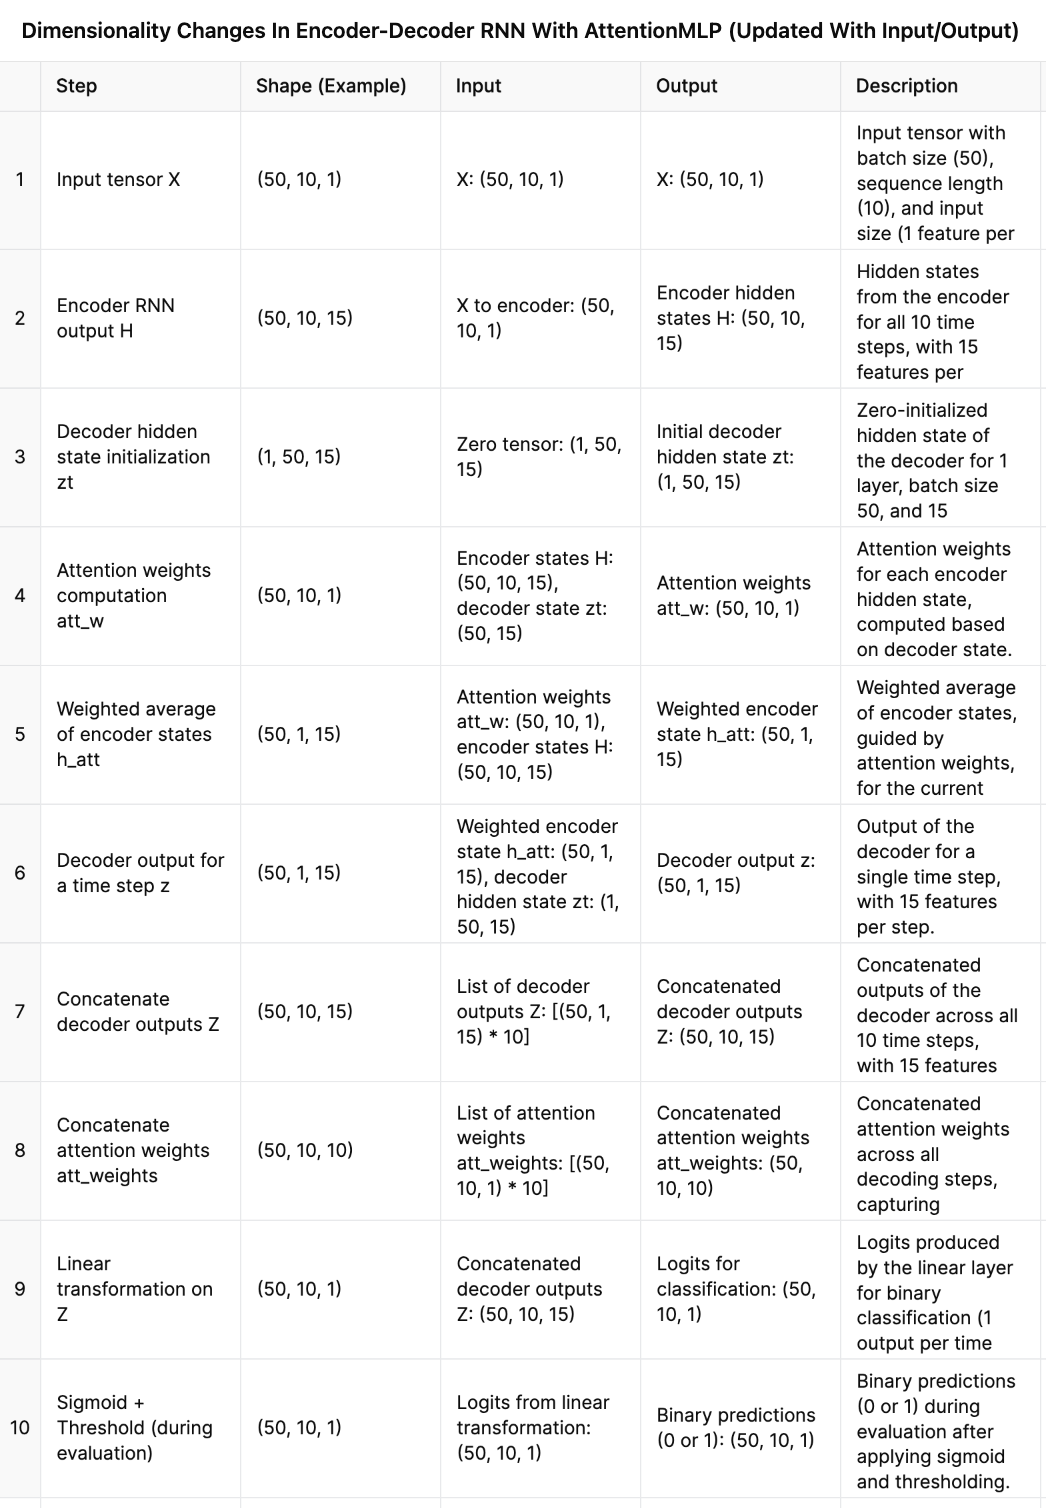 Dimensionality Changes In Encoder-Decoder RNN With AttentionMLP (Updated With Input/Output)
Step
Shape (Example)
Input
Output
Description
1
Input tensor X
(50, 10, 1)
X: (50, 10, 1)
X: (50, 10, 1)
Input tensor with
batch size (50),
sequence length
(10), and input
size (1 feature per
2
Encoder RNN
output H
(50, 10, 15)
X to encoder: (50,
10, 1)
Encoder hidden
states H: (50, 10,
15)
Hidden states
from the encoder
for all 10 time
steps, with 15
features per
3
Decoder hidden
state initialization
zt
(1, 50, 15)
Zero tensor: (1, 50,
15)
Initial decoder
hidden state zt:
(1, 50, 15)
Zero-initialized
hidden state of
the decoder for 1
layer, batch size
50, and 15
4
Attention weights
computation
att_w
(50, 10, 1)
Encoder states H:
(50, 10, 15),
decoder state zt:
(50, 15)
Attention weights
att_w: (50, 10, 1)
Attention weights
for each encoder
hidden state,
computed based
on decoder state.
5
Weighted average
of encoder states
h_att
(50, 1, 15)
Attention weights
att_w: (50, 10, 1),
encoder states H:
(50, 10, 15)
Weighted encoder
state h_att: (50, 1,
15)
Weighted average
of encoder states,
guided by
attention weights,
for the current
6
Decoder output for
a time step z
(50, 1, 15)
Weighted encoder
state h_att: (50, 1,
15), decoder
hidden state zt: (1,
50, 15)
Decoder output z:
(50, 1, 15)
Output of the
decoder for a
single time step,
with 15 features
per step.
7
Concatenate
decoder outputs Z
(50, 10, 15)
List of decoder
outputs Z: [(50, 1,
15) * 10]
Concatenated
decoder outputs
Z: (50, 10, 15)
Concatenated
outputs of the
decoder across all
10 time steps,
with 15 features
8
Concatenate
attention weights
att_weights
(50, 10, 10)
List of attention
weights
att_weights: [(50,
10, 1) * 10]
Concatenated
attention weights
att_weights: (50,
10, 10)
Concatenated
attention weights
across all
decoding steps,
capturing
9
Linear
transformation on
Z
(50, 10, 1)
Concatenated
decoder outputs
Z: (50, 10, 15)
Logits for
classification: (50,
10, 1)
Logits produced
by the linear layer
for binary
classification (1
output per time
10
Sigmoid +
Threshold (during
evaluation)
(50, 10, 1)
Logits from linear
transformation:
(50, 10, 1)
Binary predictions
(0 or 1): (50, 10, 1)
Binary predictions
(0 or 1) during
evaluation after
applying sigmoid
and thresholding.